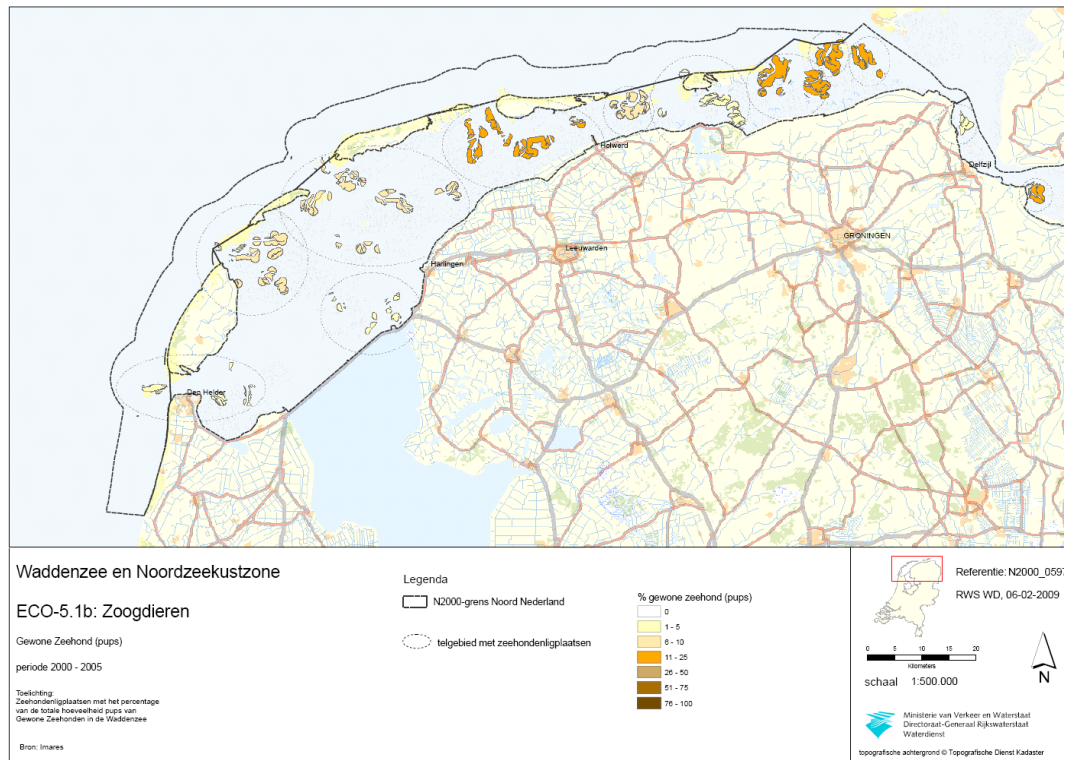 Holwerd
Delfzijl
GRONINGEN
Leeuwarden
Harlingen
Den Helder
Waddenzee en Noordzeekustzone
ECO-5.1b: Zoogdieren
Gewone Zeehond (pups)
periode 2000 - 2005
Toelichting:
Zeehondenligplaatsen met het percentage
van de totale hoeveelheid pups van
Gewone Zeehonden in de Waddenzee
Bron: Imares
Legenda
N2000-grens Noord Nederland
telgebied met zeehondenligplaatsen
% gewone zeehond (pups)
0
1 - 5
6 - 10
11 - 25
26 - 50
51 - 75
76 - 100
Referentie: N2000_059
RWS WD, 06-02-2009
0 5 10 15 20
Kilometers
schaal 1:500.000
N
Ministerie van Verkeer en Waterstaat
Directoraat-Generaal Rijkswaterstaat
Waterdienst
topografische achtergrond © Topografische Dienst Kadaster